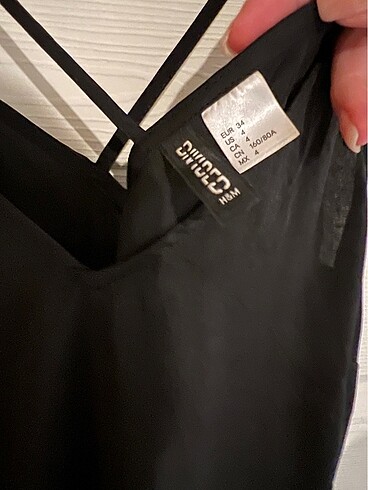 EUR 34
US 4
CA 4
CN 160/80A
MX 4
DIVIDED
H&M